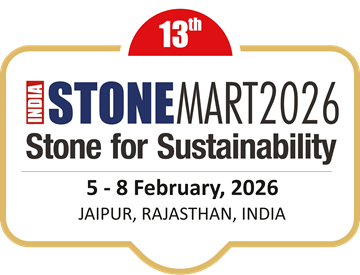 13th
INDIA STONEMART2026
Stone for Sustainability
5 - 8 February, 2026
JAIPUR, RAJASTHAN, INDIA